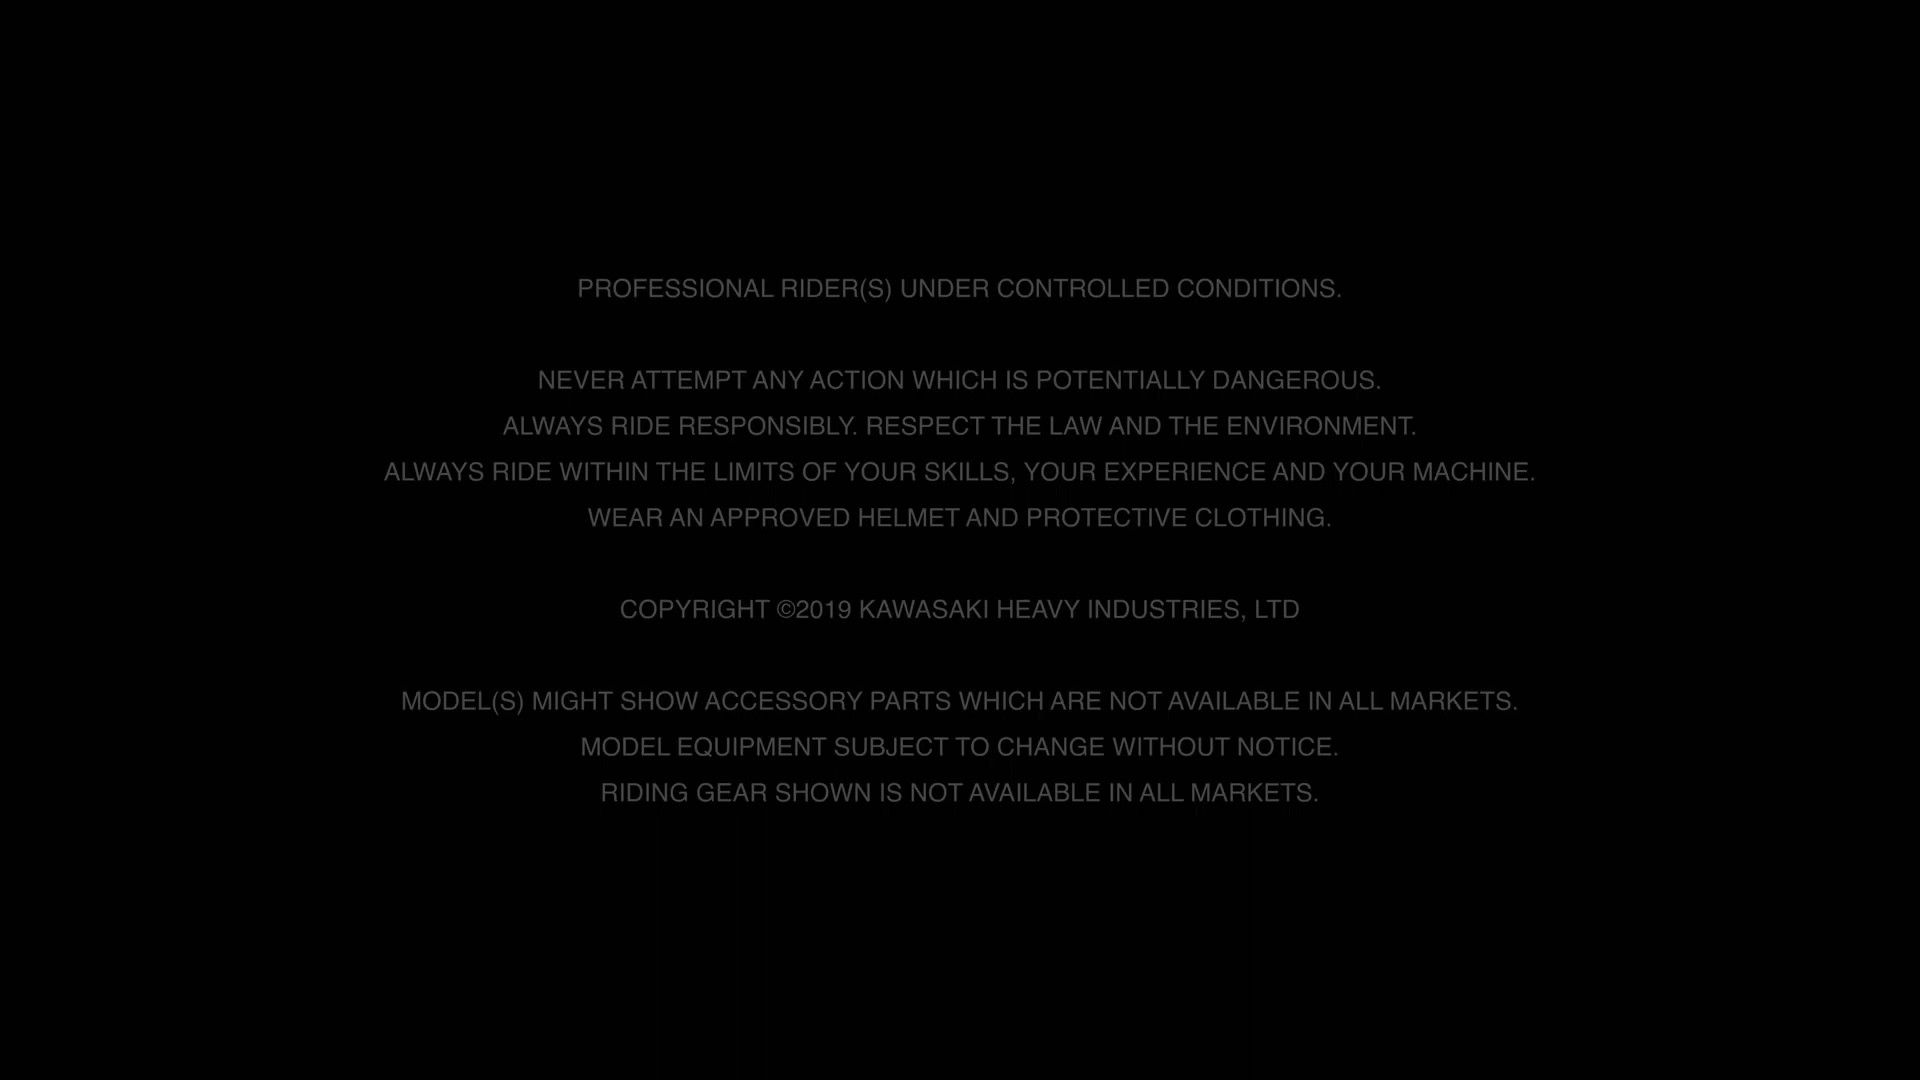 PROFESSIONAL RIDER(S) UNDER CONTROLLED CONDITIONS.
NEVER ATTEMPT ANY ACTION WHICH IS POTENTIALLY DANGEROUS.
ALWAYS RIDE RESPONSIBLY. RESPECT THE LAW AND THE ENVIRONMENT.
ALWAYS RIDE WITHIN THE LIMITS OF YOUR SKILLS, YOUR EXPERIENCE AND YOUR MACHINE.
WEAR AN APPROVED HELMET AND PROTECTIVE CLOTHING.
COPYRIGHT ©2019 KAWASAKI HEAVY INDUSTRIES, LTD
MODEL(S) MIGHT SHOW ACCESSORY PARTS WHICH ARE NOT AVAILABLE IN ALL MARKETS.
MODEL EQUIPMENT SUBJECT TO CHANGE WITHOUT NOTICE.
RIDING GEAR SHOWN IS NOT AVAILABLE IN ALL MARKETS.